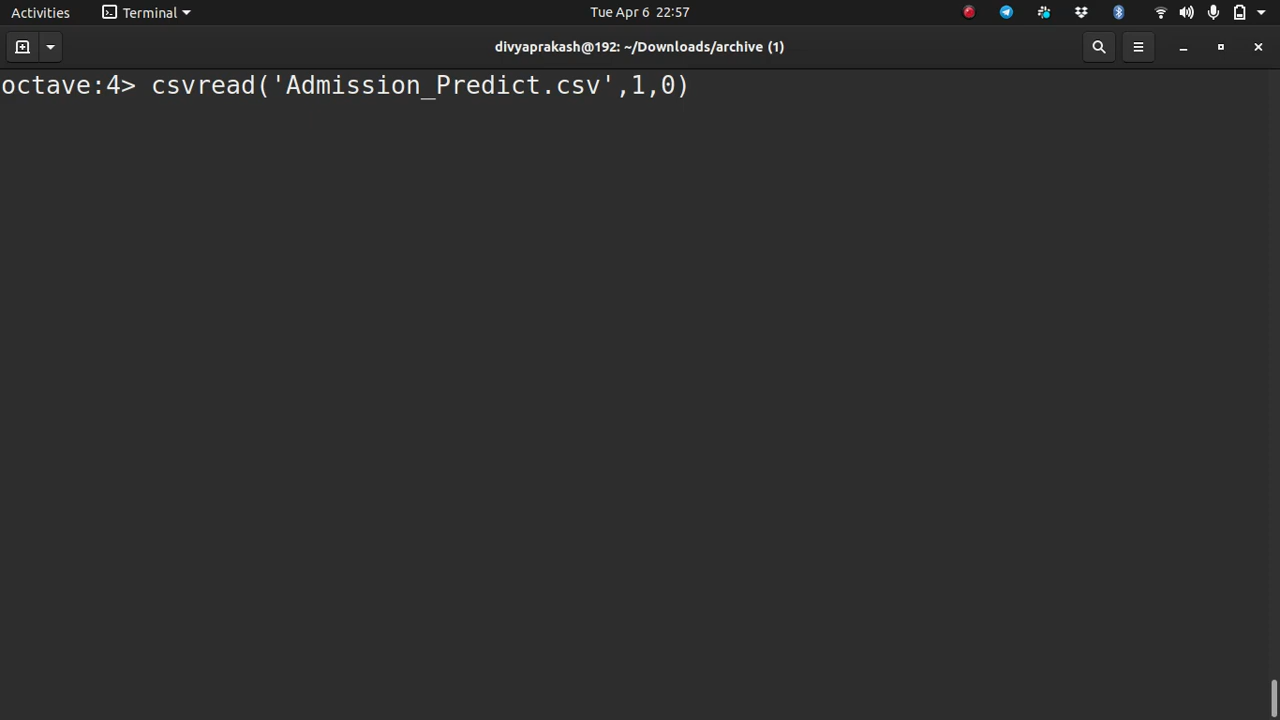 Activities Terminal Tue Apr 6 22:57
divyaprakash@192: ~/Downloads/archive (1)
octave:4> csvread('Admission_Predict.csv',1,0)